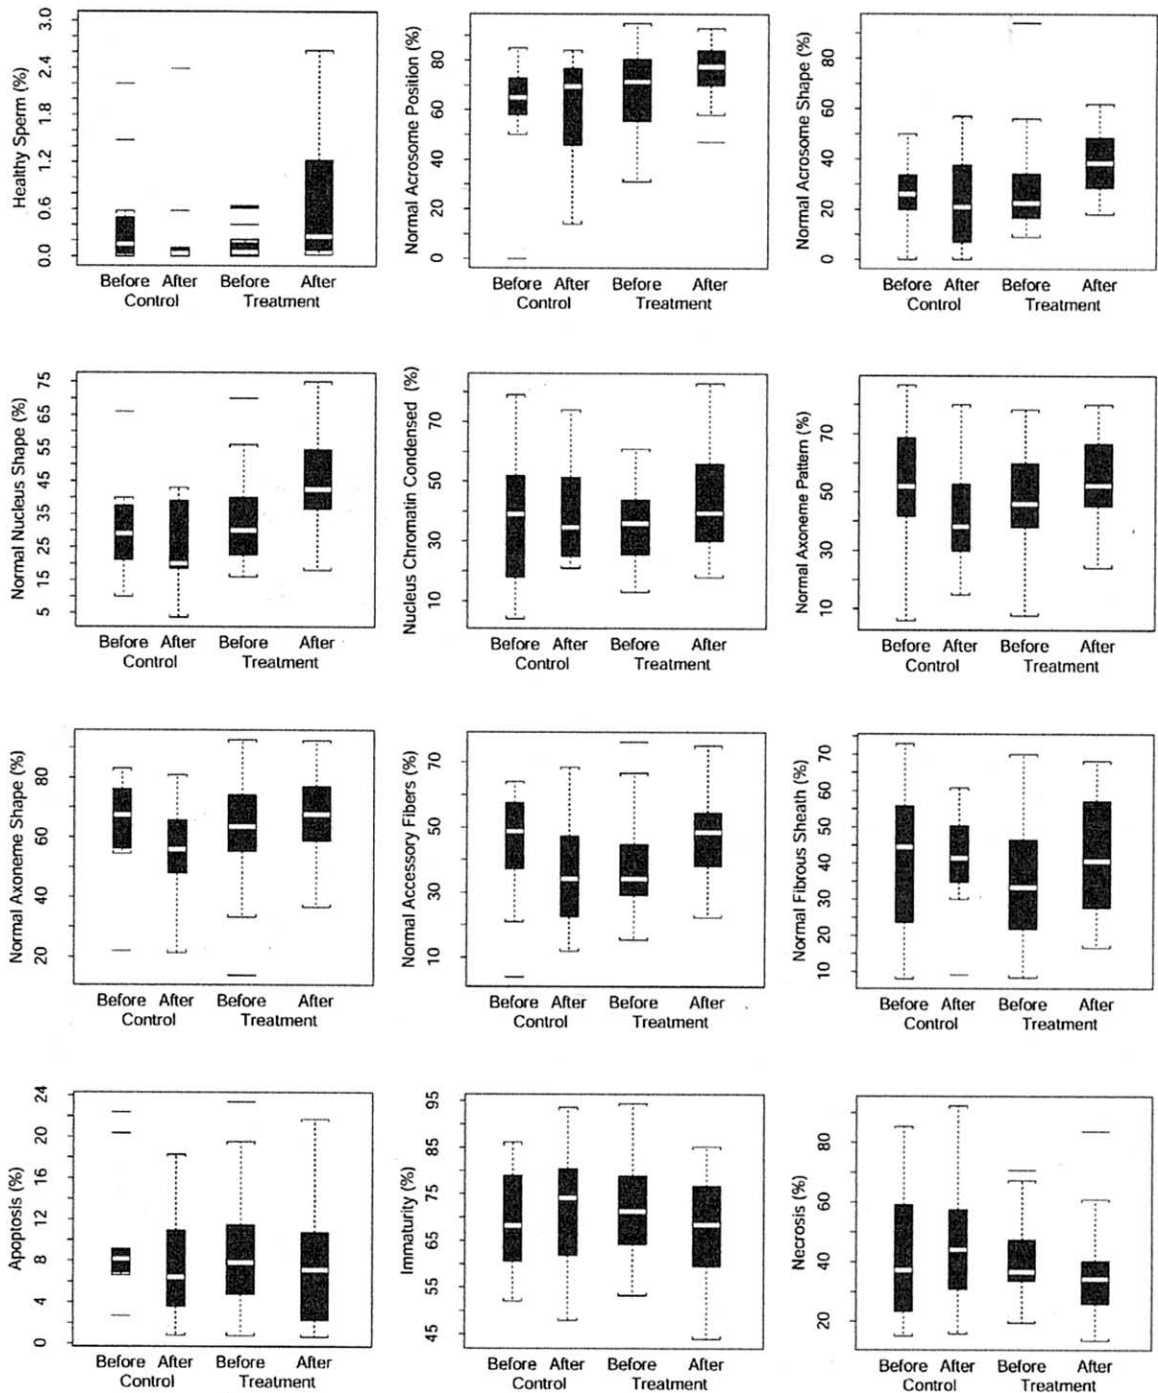 Healthy Sperm (%)
3.0
2.4
1.8
1.2
0.6
0.0
Before After Before After
Control Treatment
Normal Acrosome Position (%)
80
60
40
20
0
Before After Before After
Control Treatment
Normal Acrosome Shape (%)
80
60
40
20
0
Before After Before After
Control Treatment
Normal Nucleus Shape (%)
75
65
55
45
35
25
15
5
Before After Before After
Control Treatment
Nucleus Chromatin Condensed (%)
70
50
30
10
Before After Before After
Control Treatment
Normal Axoneme Pattern (%)
70
50
30
10
Before After Before After
Control Treatment
Normal Axoneme Shape (%)
80
60
40
20
Before After Before After
Control Treatment
Normal Accessory Fibers (%)
70
50
30
10
Before After Before After
Control Treatment
Normal Fibrous Sheath (%)
70
60
50
40
30
20
10
Before After Before After
Control Treatment
Apoptosis (%)
24
20
16
12
8
4
0
Before After Before After
Control Treatment
Immaturity (%)
95
85
75
65
55
45
Before After Before After
Control Treatment
Necrosis (%)
80
60
40
20
Before After Before After
Control Treatment